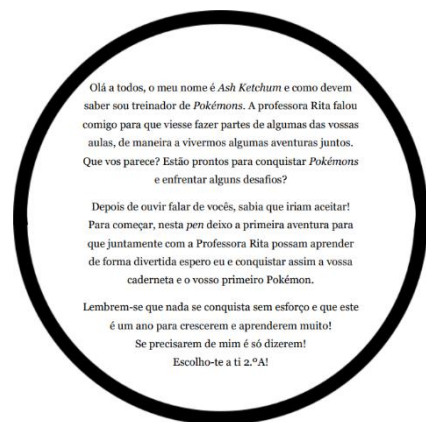 Olá a todos, o meu nome é Ash Ketchum e como devem
saber sou treinador de Pokémons. A professora Rita falou
comigo para que viesse fazer partes de algumas das vossas
aulas, de maneira a vivermos algumas aventuras juntos.
Que vos parece? Estão prontos para conquistar Pokémons
e enfrentar alguns desafios?
Depois de ouvir falar de vocês, sabia que iriam aceitar!
Para começar, nesta pen deixo a primeira aventura para
que juntamente com a Professora Rita possam aprender
de forma divertida espero eu e conquistar assim a vossa
caderneta e o vosso primeiro Pokémon.
Lembrem-se que nada se conquista sem esforço e que este
é um ano para crescerem e aprenderem muito!
Se precisarem de mim é só dizerem!
Escolho-te a ti 2.ºA!